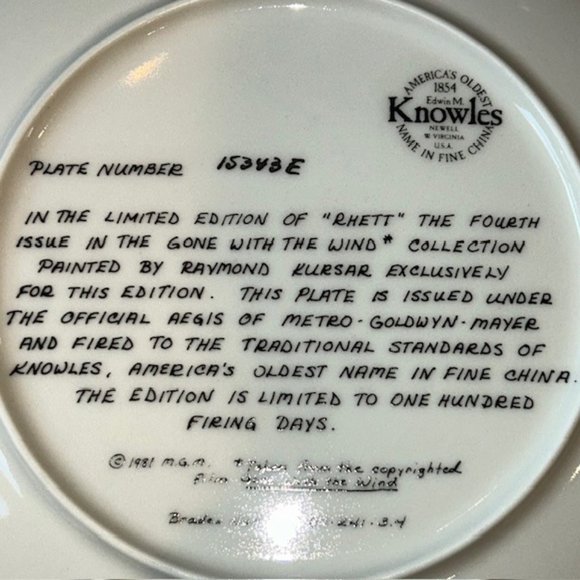 AMERICA'S OLDEST
1854
Edwin M.
Knowles
NEWELL
W. VIRGINIA
U.S.A.
NAME IN FINE CHINA
PLATE NUMBER 15343E
IN THE LIMITED EDITION OF "RHETT" THE FOURTH
ISSUE IN THE GONE WITH THE WIND* COLLECTION
PAINTED BY RAYMOND KURSAR EXCLUSIVELY
FOR THIS EDITION. THIS PLATE IS ISSUED UNDER
THE OFFICIAL AEGIS OF METRO-GOLDWYN-MAYER
AND FIRED TO THE TRADITIONAL STANDARDS OF
KNOWLES, AMERICA'S OLDEST NAME IN FINE CHINA.
THE EDITION IS LIMITED TO ONE HUNDRED
FIRING DAYS.
© 1981 M.G.M. *Taken from the copyrighted
film the Wind